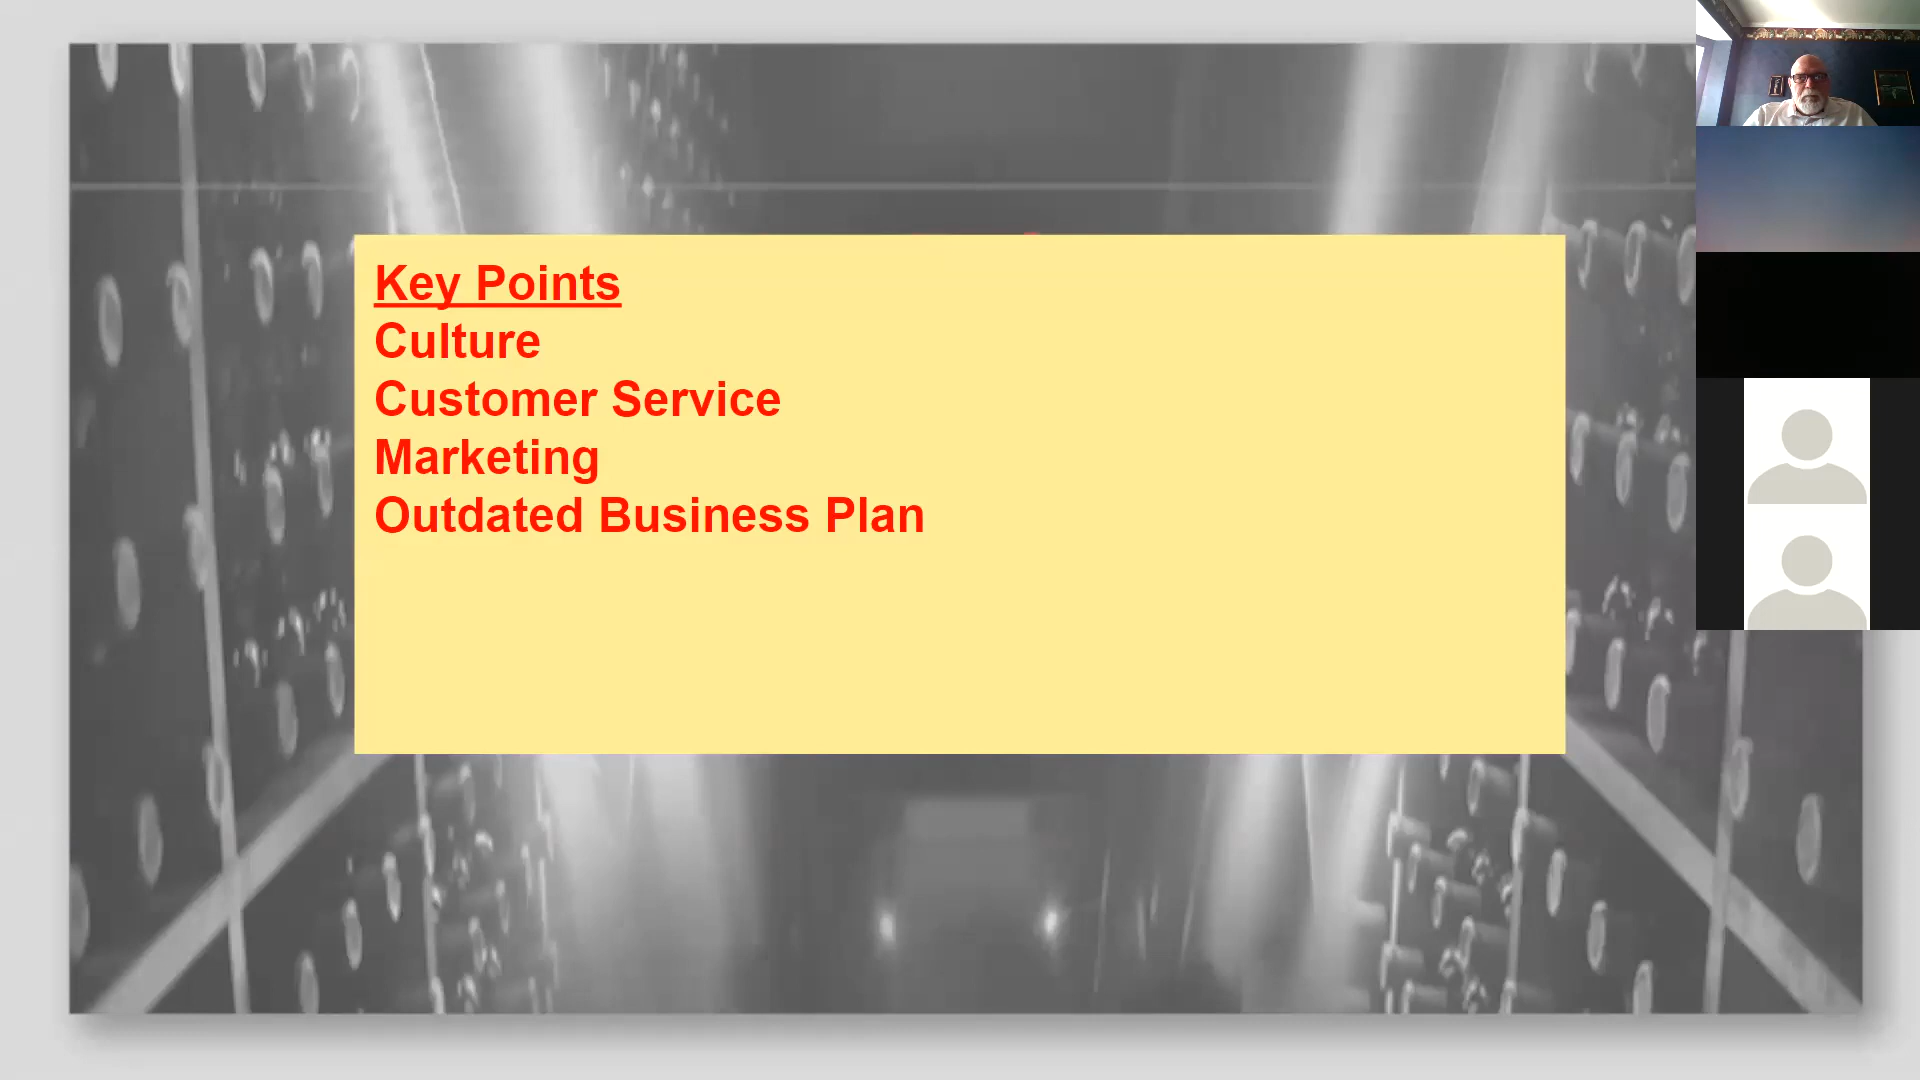 Key Points
Culture
Customer Service
Marketing
Outdated Business Plan